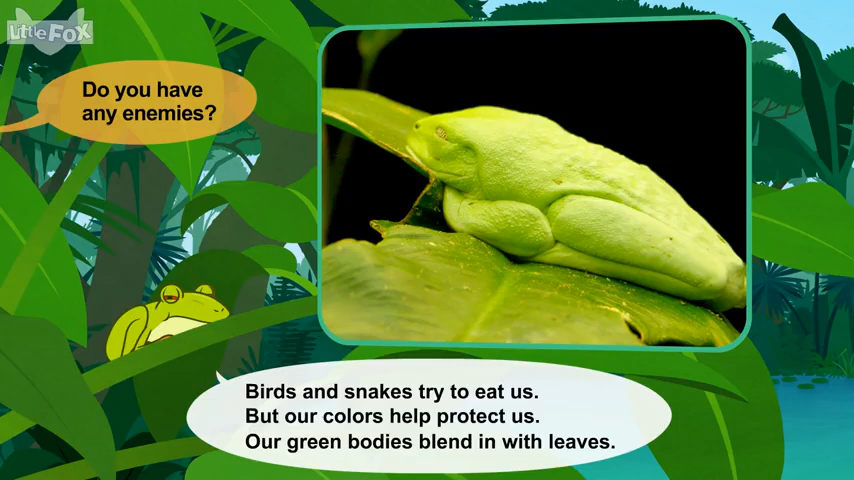 LittLe FoX
Do you have
any enemies?
Birds and snakes try to eat us.
But our colors help protect us.
Our green bodies blend in with leaves.